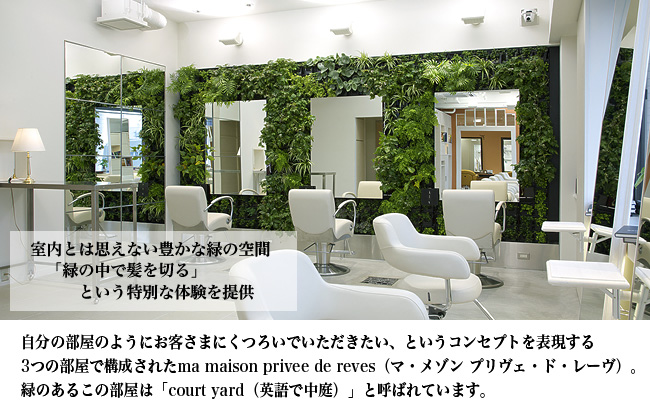 室内とは思えない豊かな緑の空間
「緑の中で髪を切る」
という特別な体験を提供
自分の部屋のようにお客さまにくつろいでいただきたい、というコンセプトを表現する
3つの部屋で構成されたma maison privee de reves（マ・メゾン プリヴェ・ド・レーヴ）。
緑のあるこの部屋は「court yard（英語で中庭）」と呼ばれています。